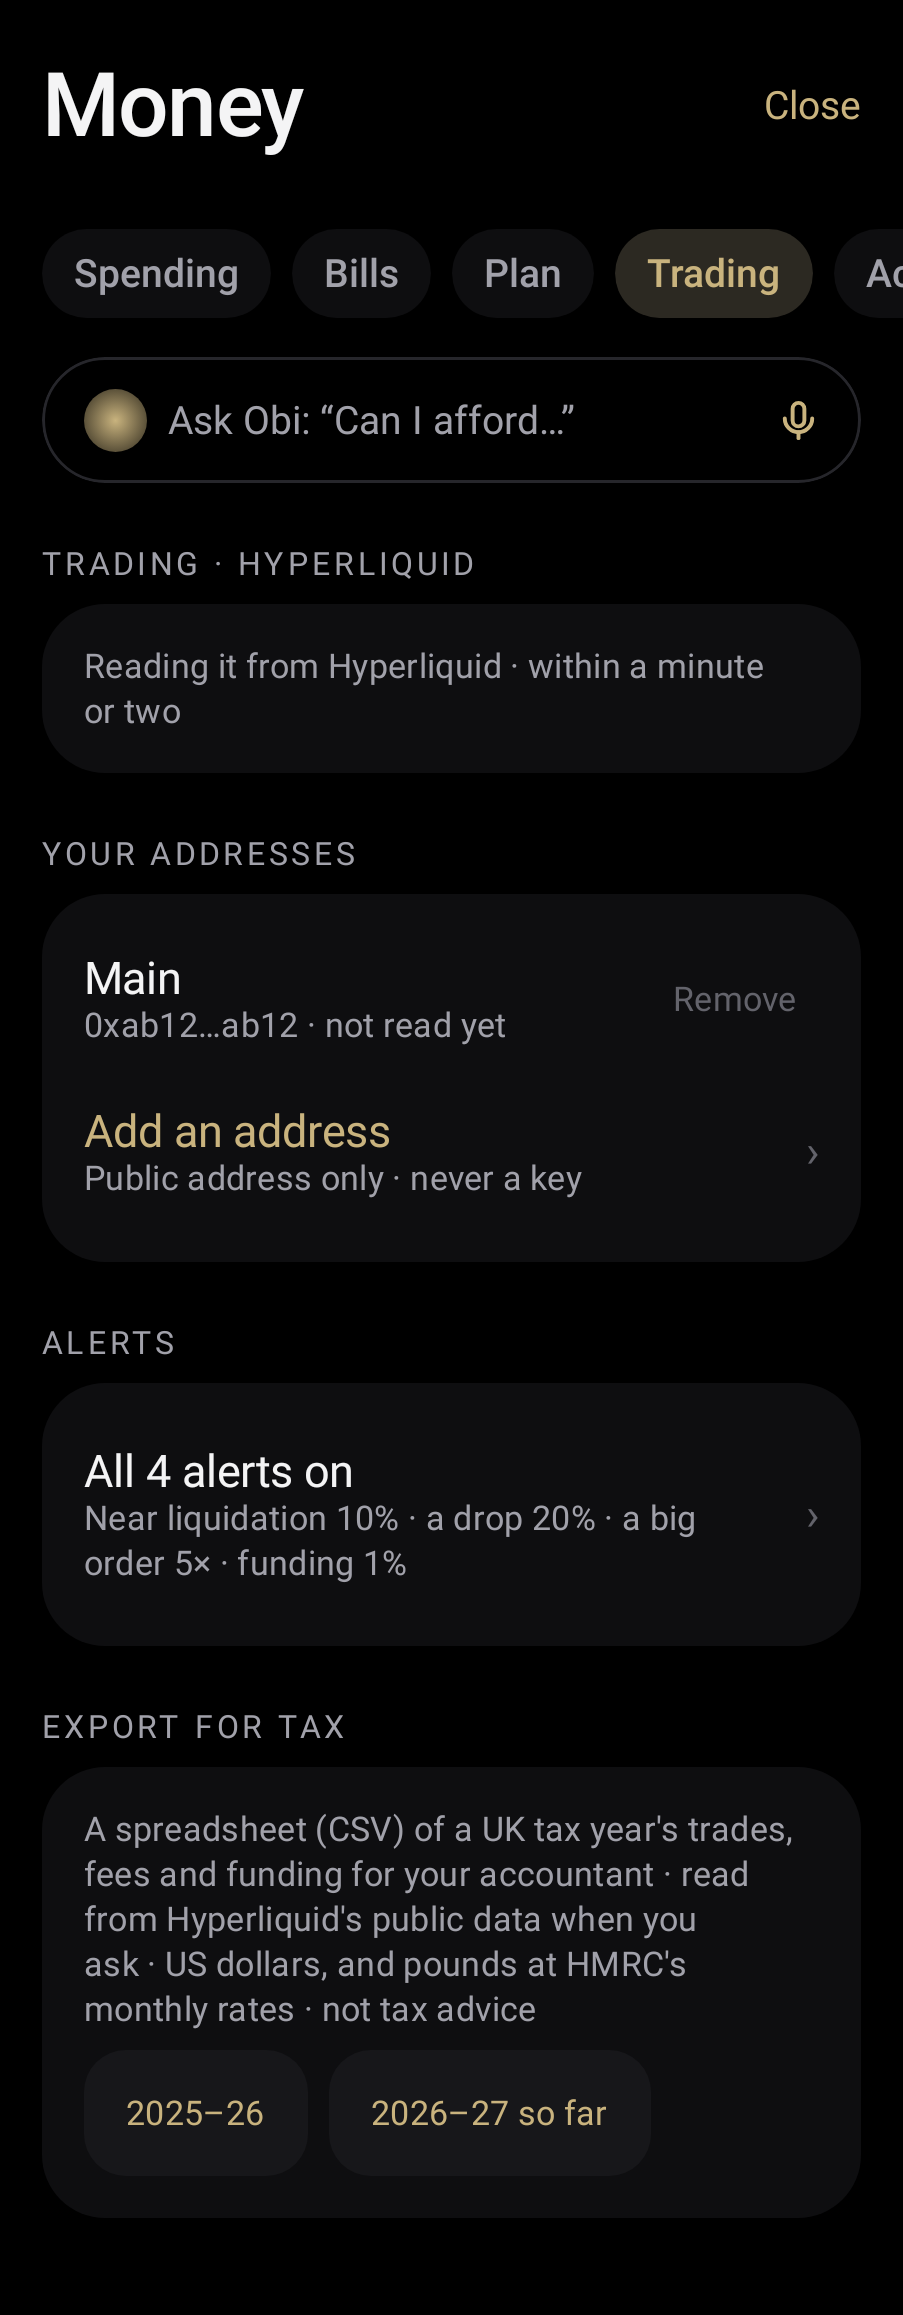 Money
Close
Spending
Bills
Plan
Trading
Ac
Ask Obi: “Can I afford…”
TRADING · HYPERLIQUID
Reading it from Hyperliquid · within a minute
or two
YOUR ADDRESSES
Main
0xab12…ab12 · not read yet
Remove
Add an address
Public address only · never a key
›
ALERTS
All 4 alerts on
Near liquidation 10% · a drop 20% · a big
order 5× · funding 1%
›
EXPORT FOR TAX
A spreadsheet (CSV) of a UK tax year's trades,
fees and funding for your accountant · read
from Hyperliquid's public data when you
ask · US dollars, and pounds at HMRC's
monthly rates · not tax advice
2025–26
2026–27 so far